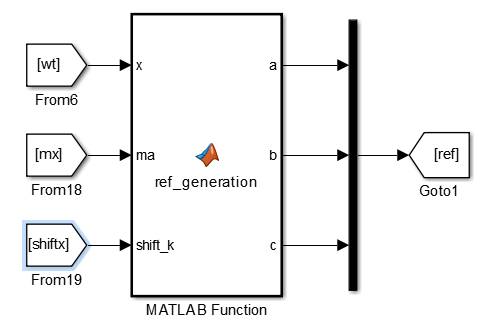 [wt]
From6
[mx]
From18
[shiftx]
From19
x
ma
shift_k
ref_generation
a
b
c
MATLAB Function
[ref]
Goto1